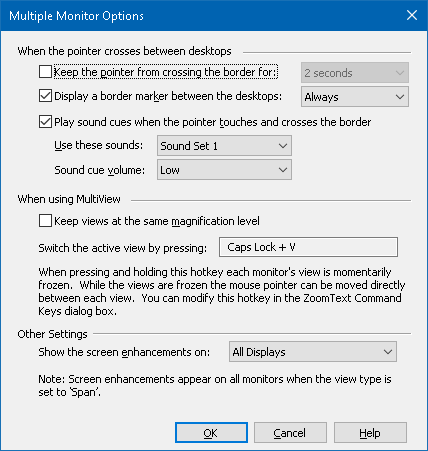 Multiple Monitor Options
When the pointer crosses between desktops
Keep the pointer from crossing the border for: 2 seconds
Display a border marker between the desktops: Always
Play sound cues when the pointer touches and crosses the border
Use these sounds: Sound Set 1
Sound cue volume: Low
When using MultiView
Keep views at the same magnification level
Switch the active view by pressing: Caps Lock + V
When pressing and holding this hotkey each monitor's view is momentarily
frozen. While the views are frozen the mouse pointer can be moved directly
between each view. You can modify this hotkey in the ZoomText Command
Keys dialog box.
Other Settings
Show the screen enhancements on: All Displays
Note: Screen enhancements appear on all monitors when the view type is
set to 'Span'.
OK Cancel Help